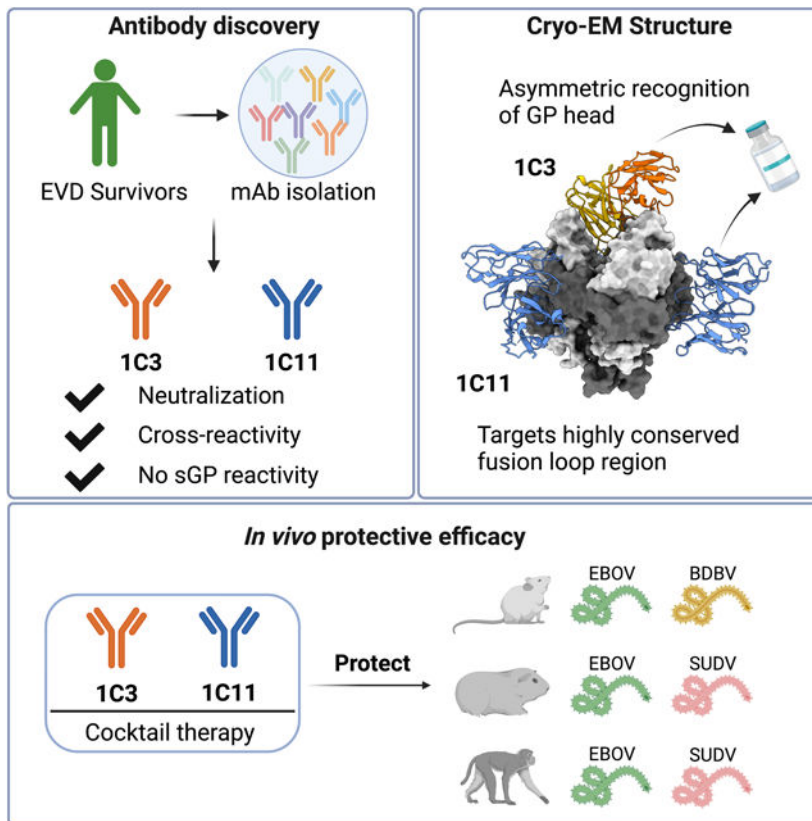 Antibody discovery
EVD Survivors
mAb isolation
1C3
1C11
Neutralization
Cross-reactivity
No sGP reactivity
Cryo-EM Structure
Asymmetric recognition
of GP head
1C3
1C11
Targets highly conserved
fusion loop region
In vivo protective efficacy
1C3
1C11
Cocktail therapy
Protect
EBOV
BDBV
EBOV
SUDV
EBOV
SUDV